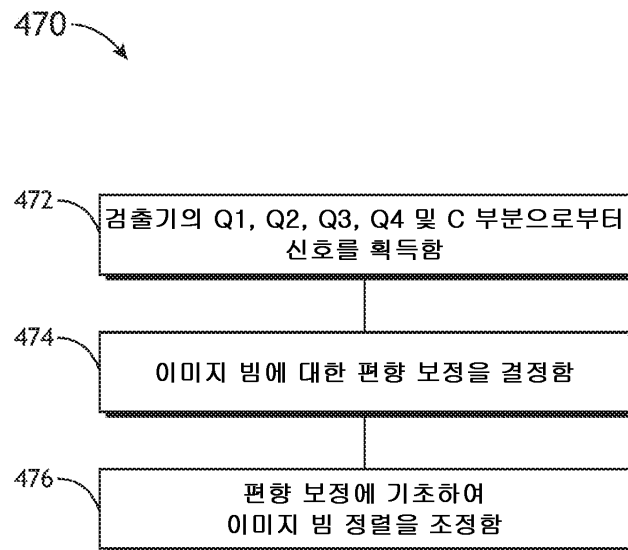 470
472
검출기의 Q1, Q2, Q3, Q4 및 C 부분으로부터
신호를 획득함
474
이미지 빔에 대한 편향 보정을 결정함
476
편향 보정에 기초하여
이미지 빔 정렬을 조정함